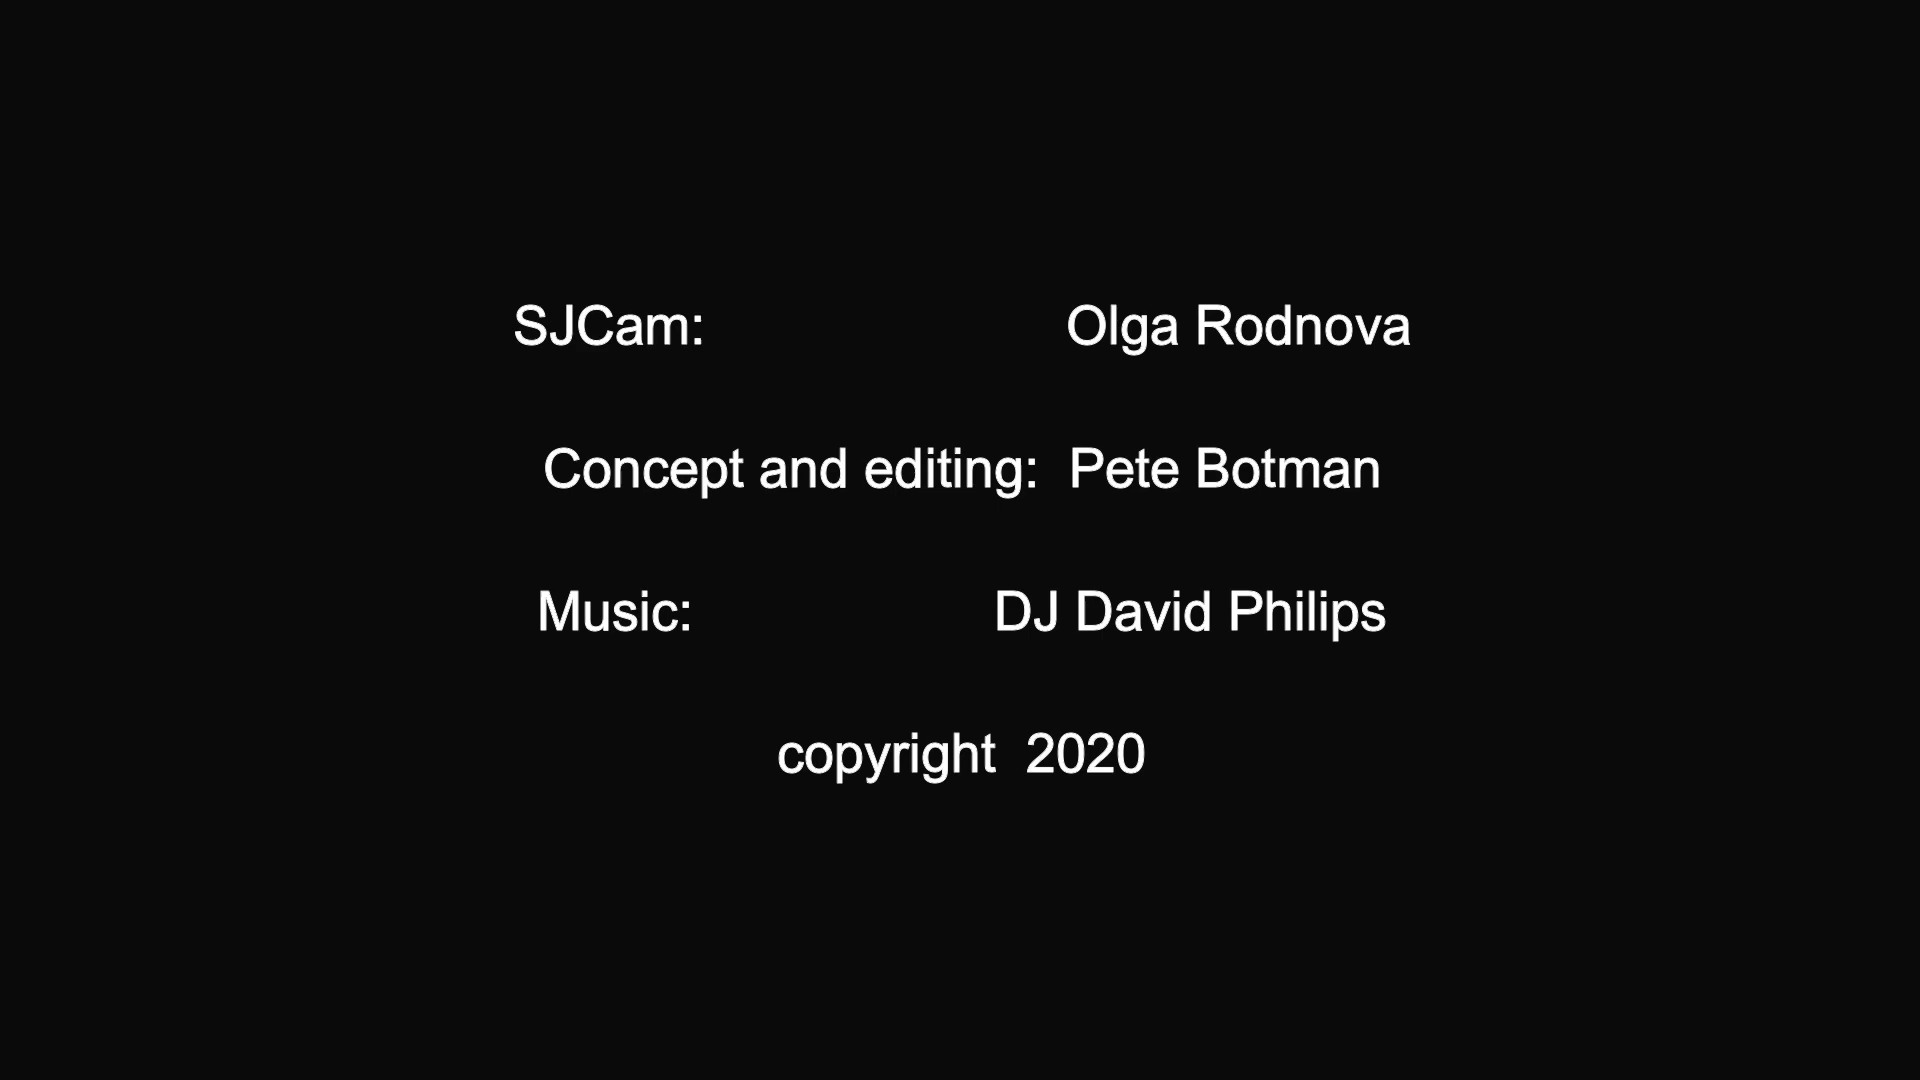 SJCam: Olga Rodnova
Concept and editing: Pete Botman
Music: DJ David Philips
copyright 2020